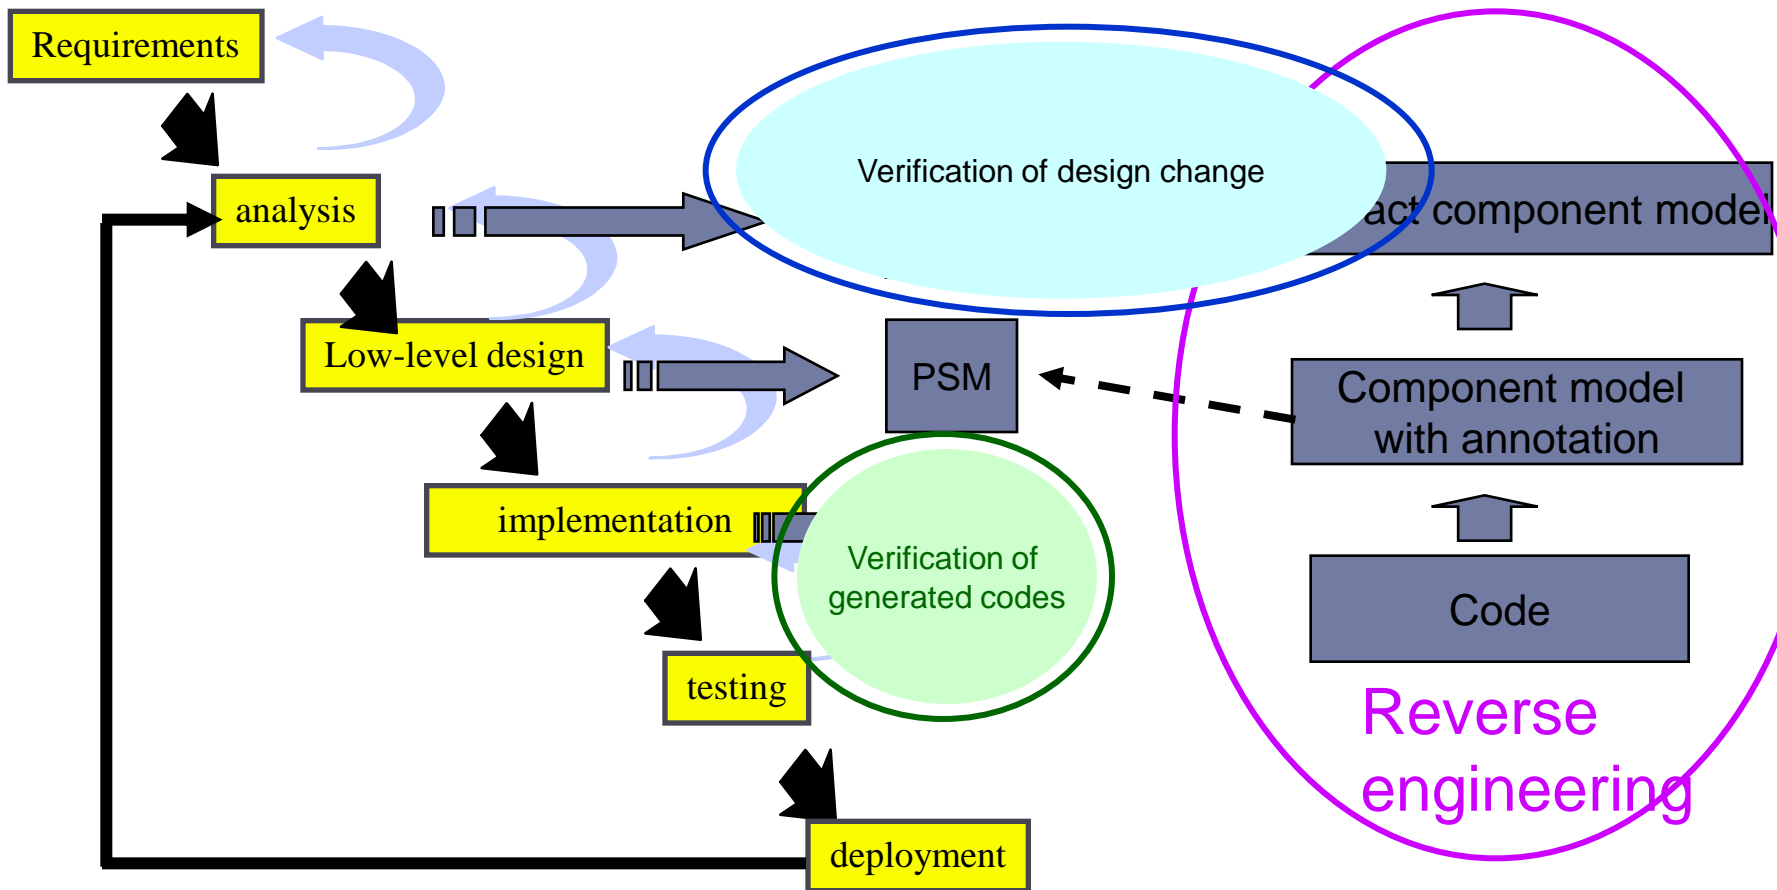 Requirements
Verification of design change
analysis
act component model
Low-level design
PSM
Component model
with annotation
implementation
Verification of
generated codes
Code
testing
Reverse
engineering
deployment